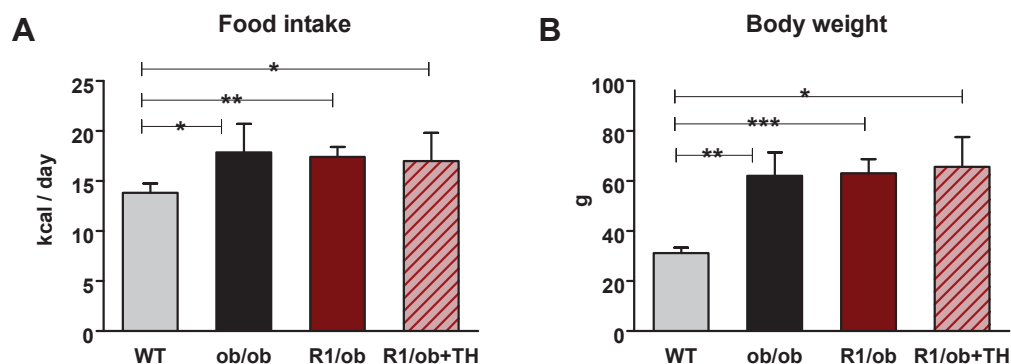 A
Food intake
kcal / day
25
20
15
10
5
0
*
**
*
WT
ob/ob
R1/ob
R1/ob+TH
B
Body weight
g
100
80
60
40
20
0
*
***
**
WT
ob/ob
R1/ob
R1/ob+TH